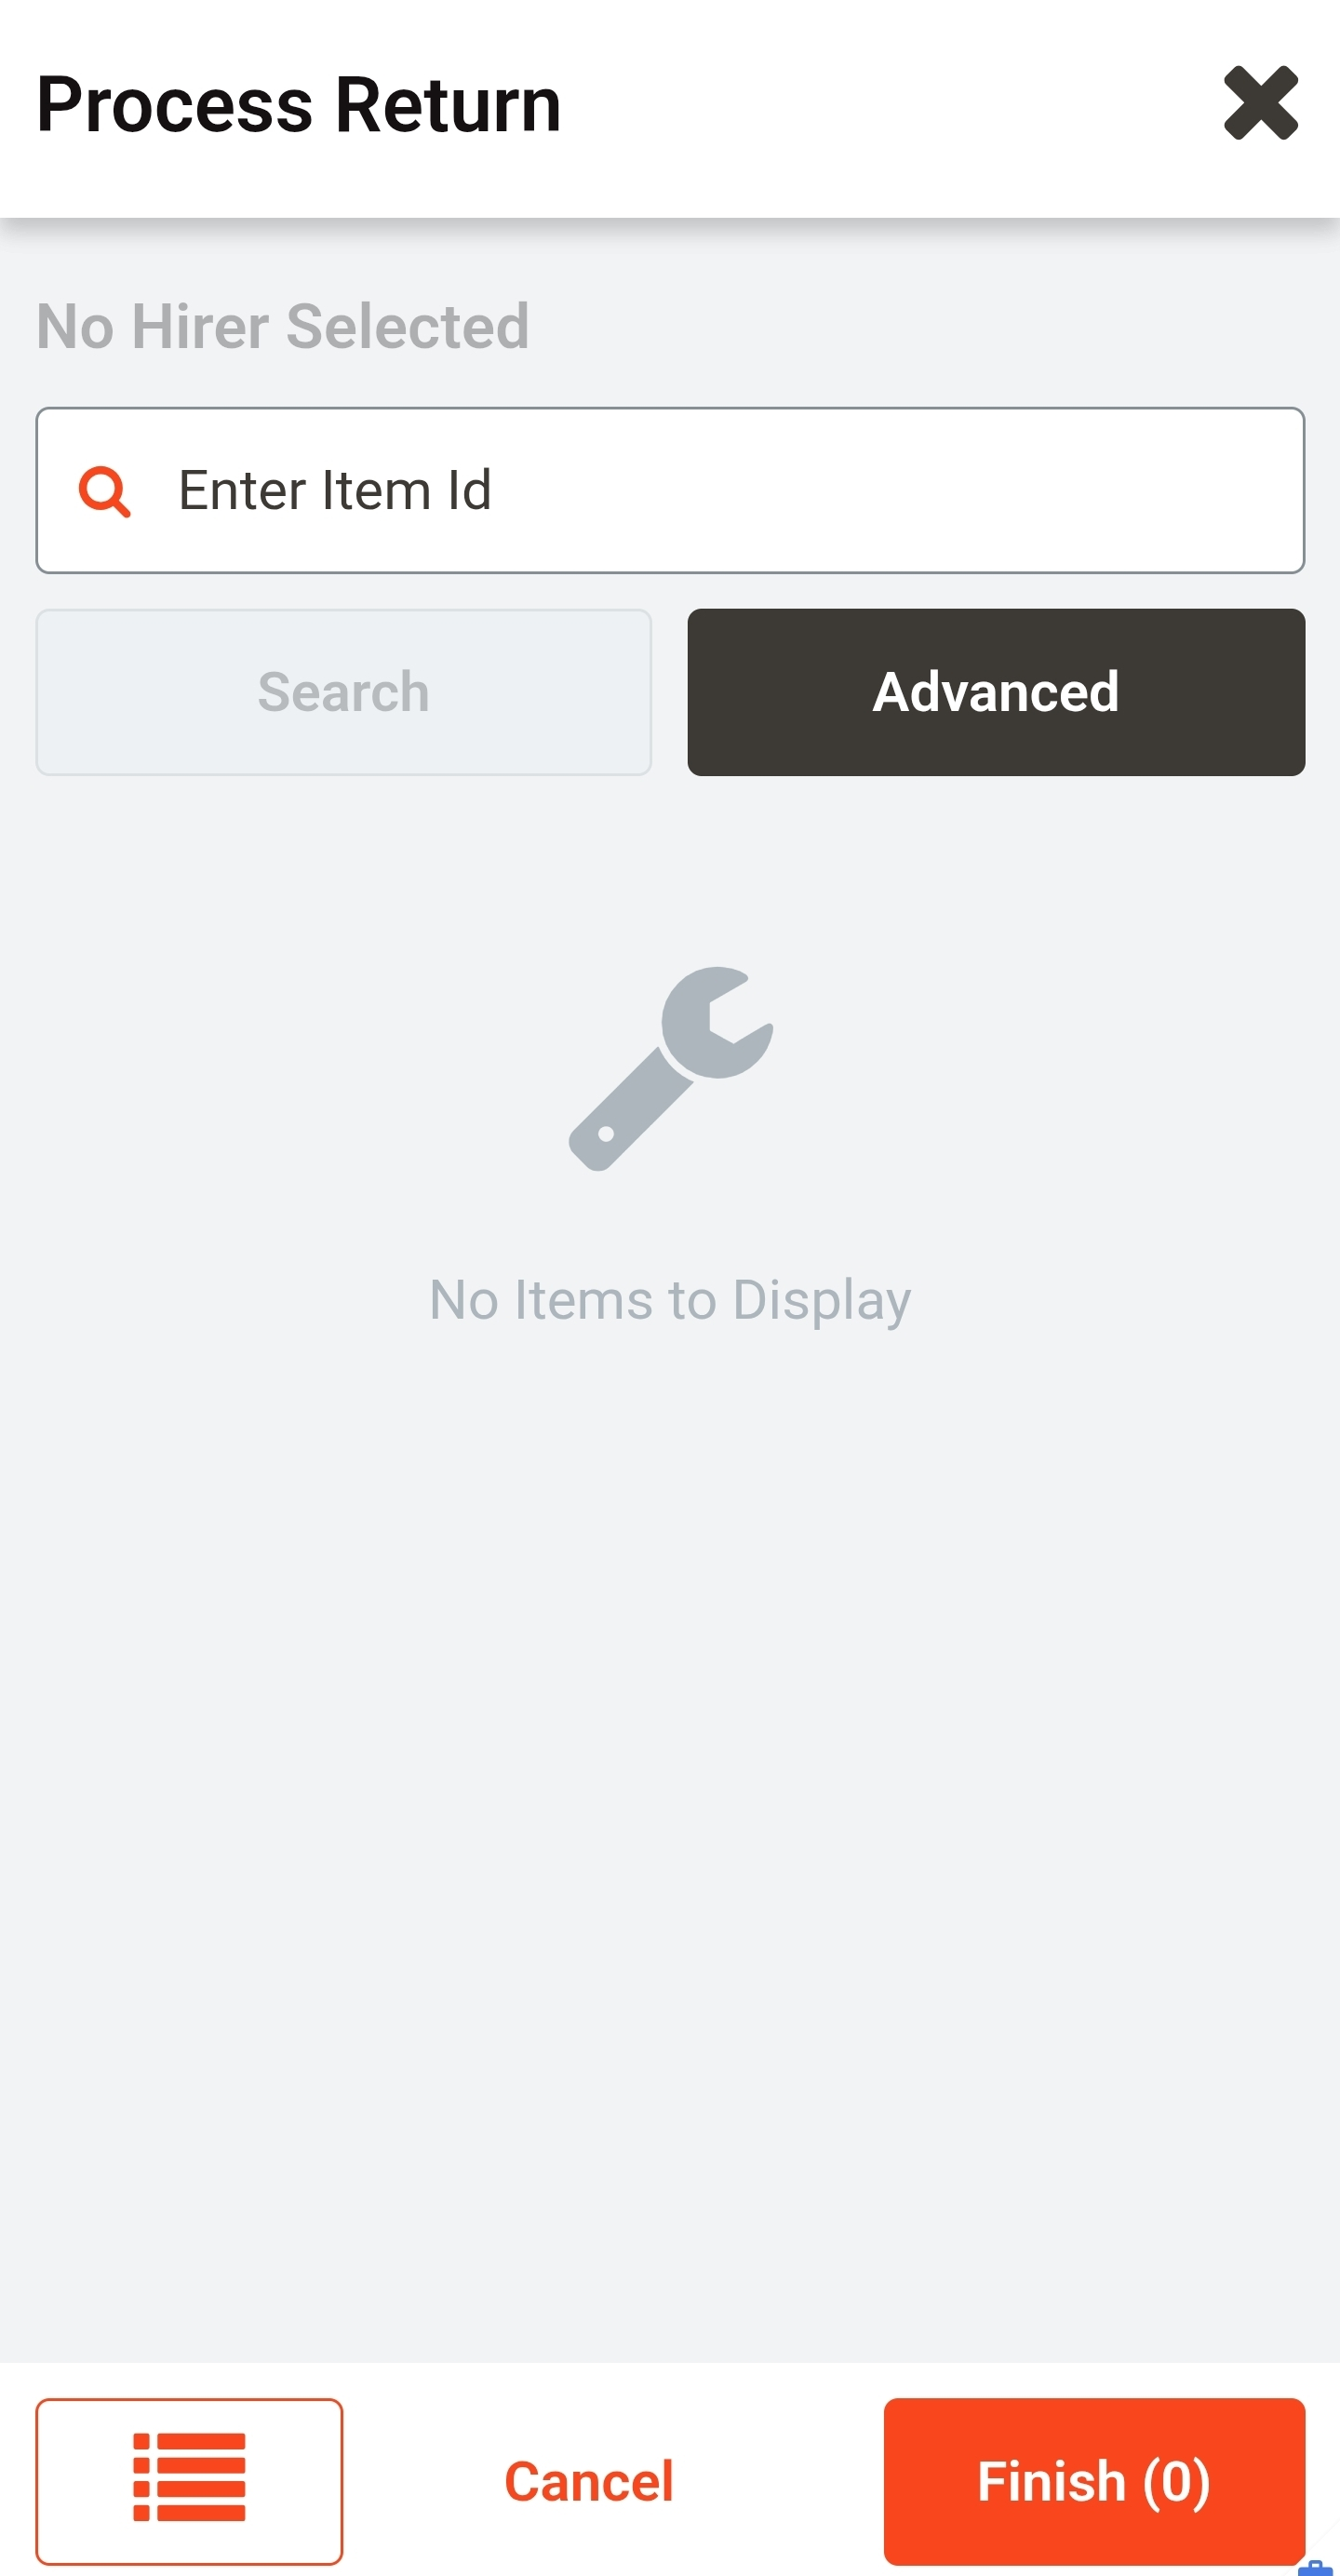 Process Return
No Hirer Selected
Enter Item Id
Search
Advanced
No Items to Display
Cancel
Finish (0)